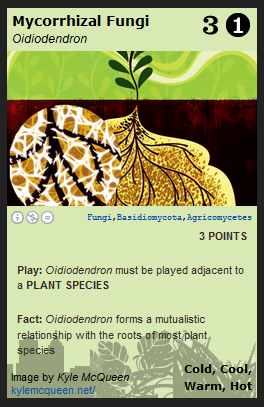 Mycorrhizal Fungi 3 1
Oidiodendron
Fungi,Basidiomycota,Agricomycetes
3 POINTS
Play: Oidiodendron must be played adjacent to
a PLANT SPECIES
Fact: Oidiodendron forms a mutualistic
relationship with the roots of most plant
species
Image by Kyle McQueen
kylemcqueen.net/
Cold, Cool,
Warm, Hot